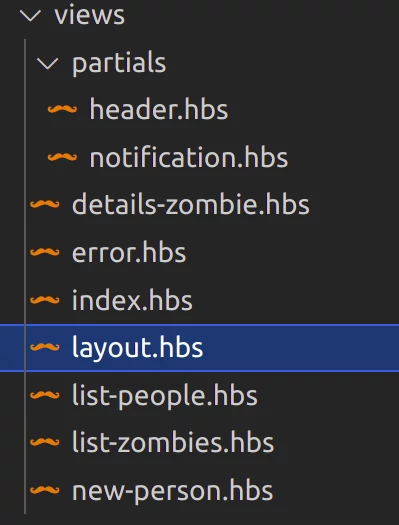 views
partials
header.hbs
notification.hbs
details-zombie.hbs
error.hbs
index.hbs
layout.hbs
list-people.hbs
list-zombies.hbs
new-person.hbs